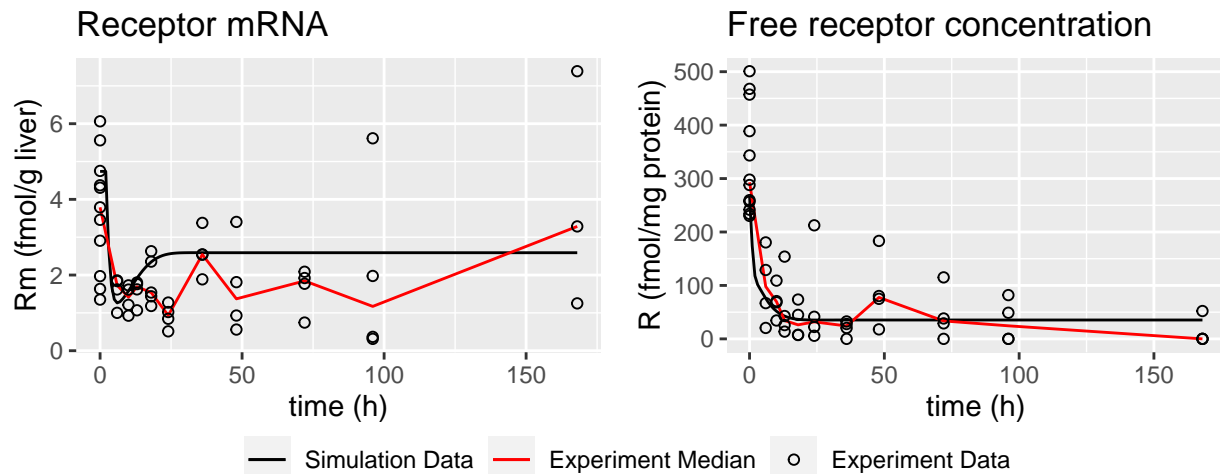 Receptor mRNA
Rm (fmol/g liver)
6
4
2
0
0 50 100 150
time (h)
Free receptor concentration
R (fmol/mg protein)
500
400
300
200
100
0
0 50 100 150
time (h)
Simulation Data Experiment Median Experiment Data